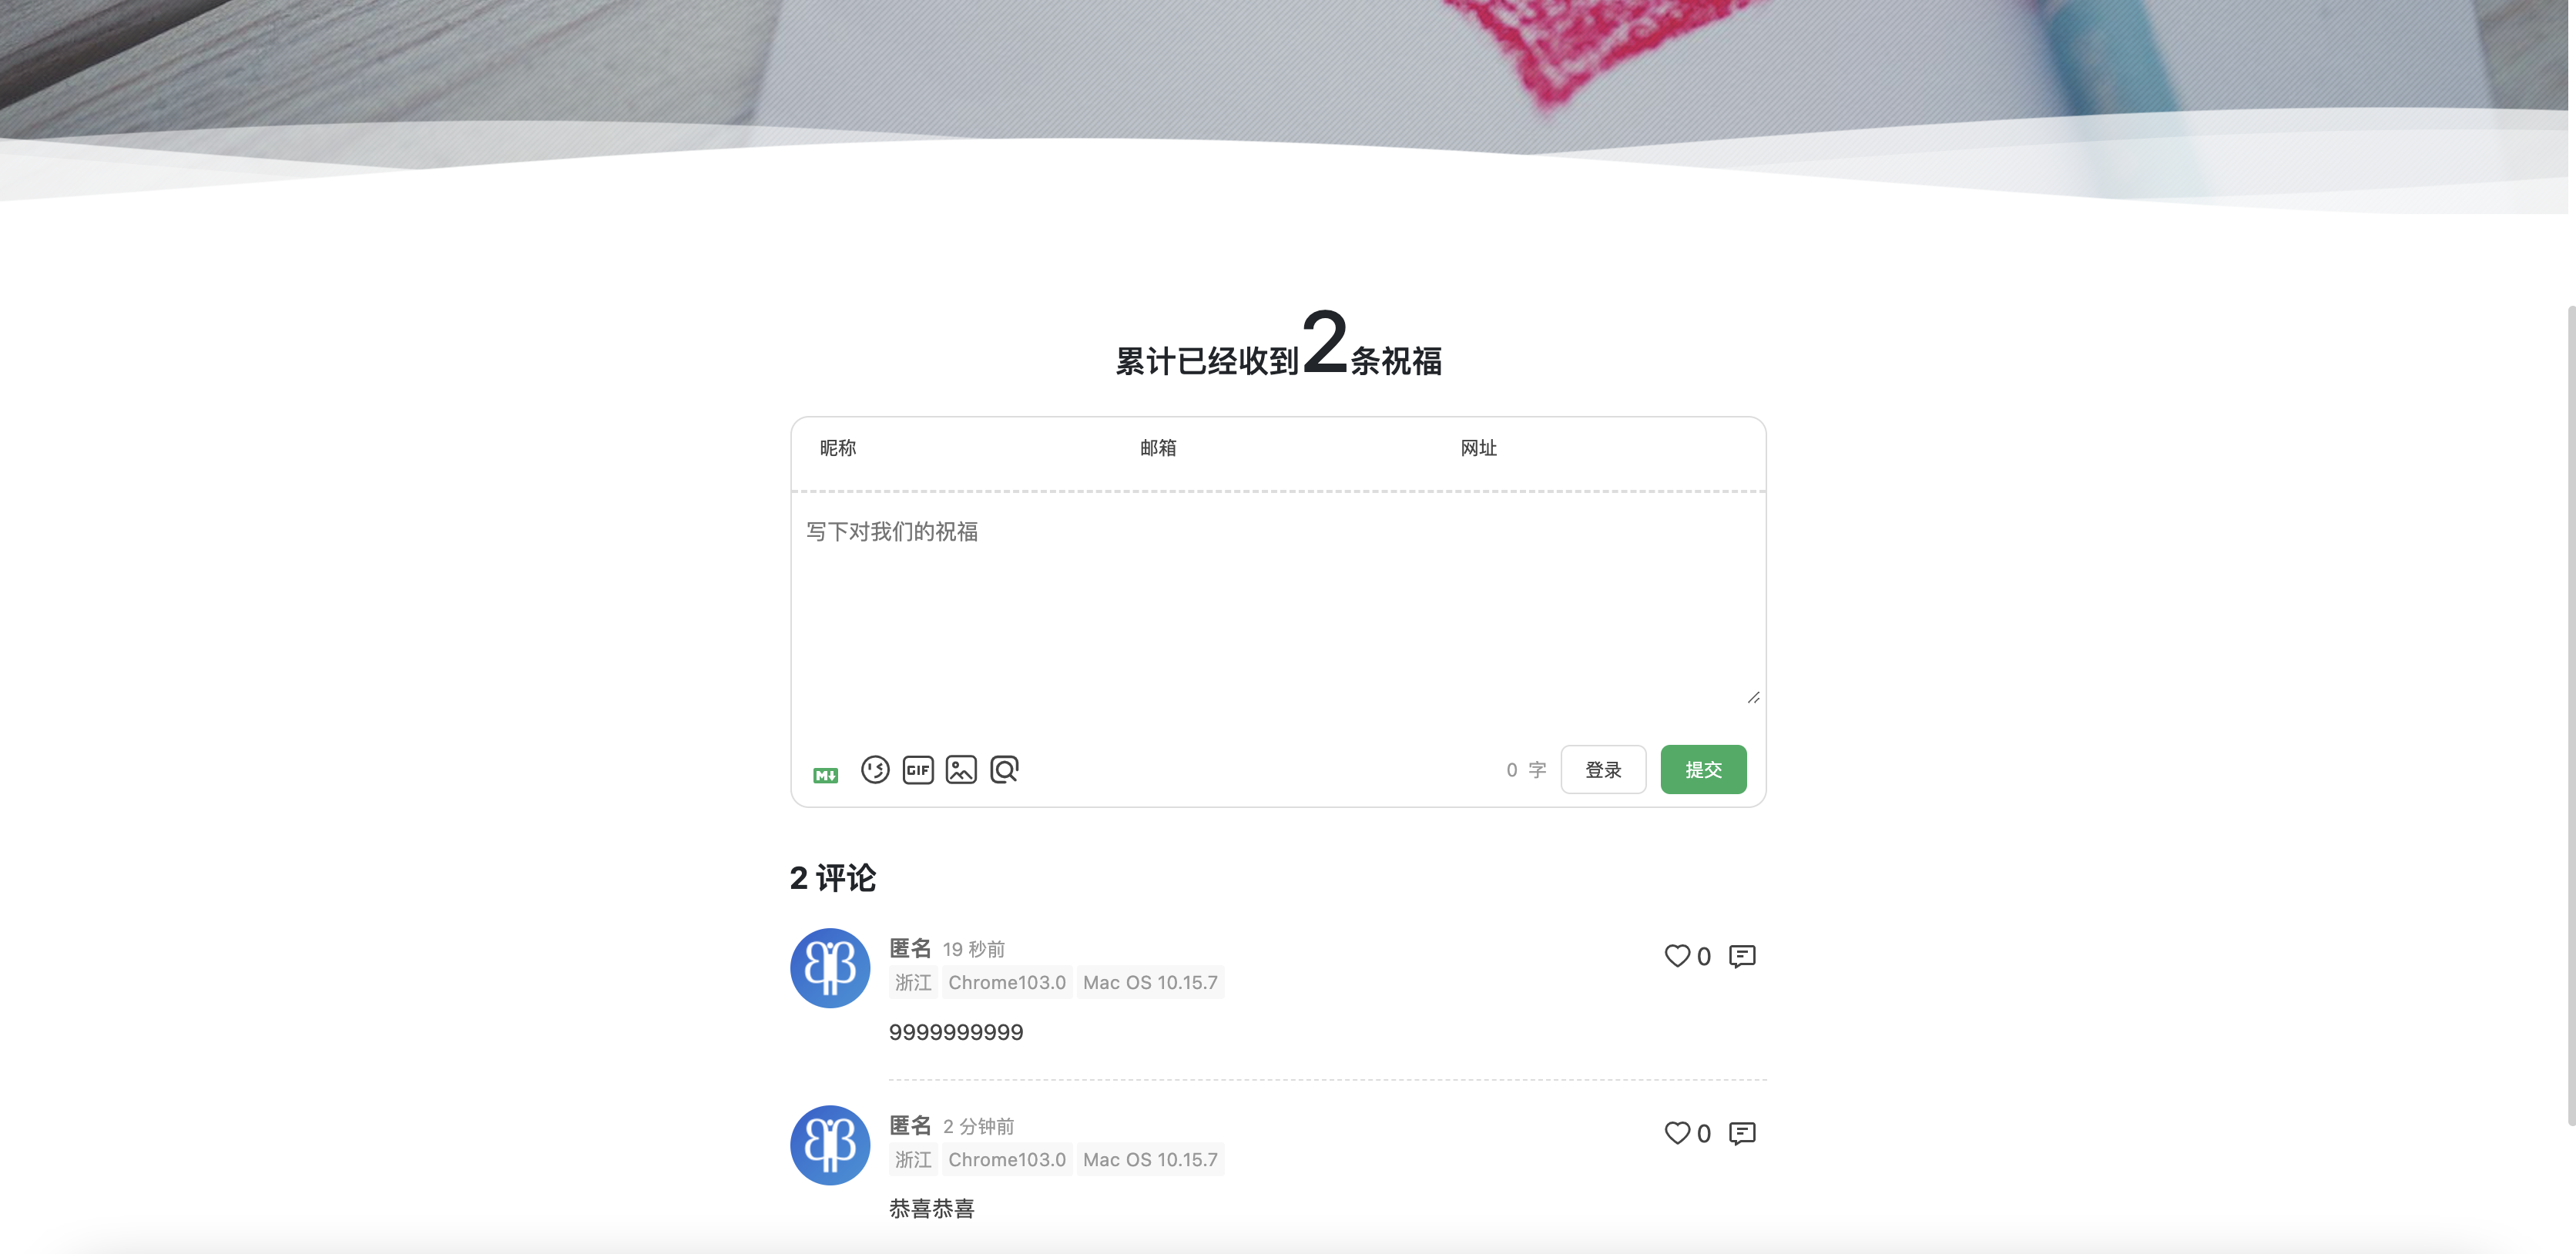 累计已经收到2条祝福
昵称 邮箱 网址
写下对我们的祝福
M↓ GIF 0 字 登录 提交
2 评论
匿名 19 秒前
0
浙江 Chrome103.0 Mac OS 10.15.7
9999999999
匿名 2 分钟前
0
浙江 Chrome103.0 Mac OS 10.15.7
恭喜恭喜